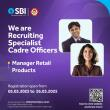 SBI
We are
Recruiting
Specialist
Cadre Officers
Manager Retail
Products
Registration open from